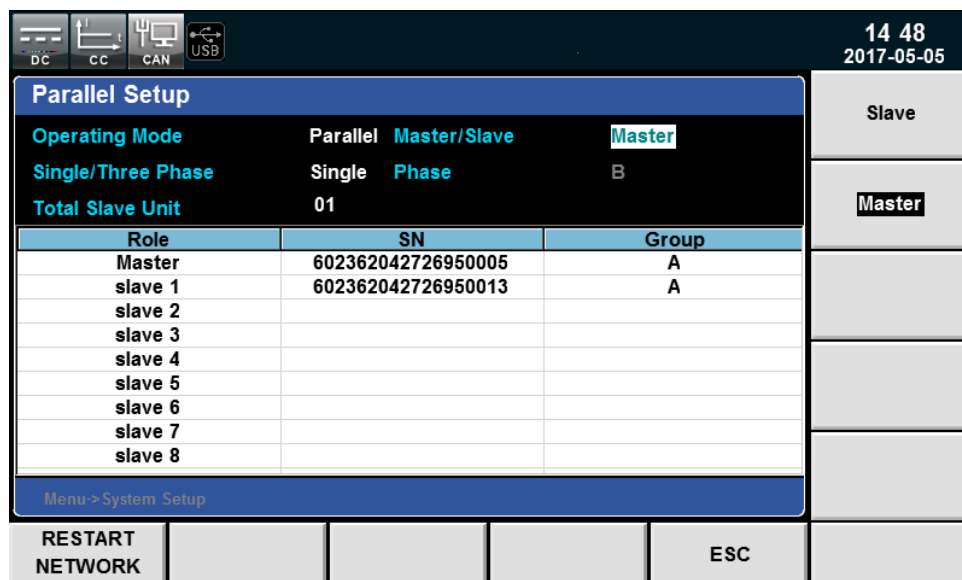 DC CC CAN USB
14 48
2017-05-05
Parallel Setup
Operating Mode Parallel Master/Slave Master
Single/Three Phase Single Phase B
Total Slave Unit 01
Role SN Group
Master 602362042726950005 A
slave 1 602362042726950013 A
slave 2
slave 3
slave 4
slave 5
slave 6
slave 7
slave 8
Menu->System Setup
Slave
Master
RESTART
NETWORK
ESC